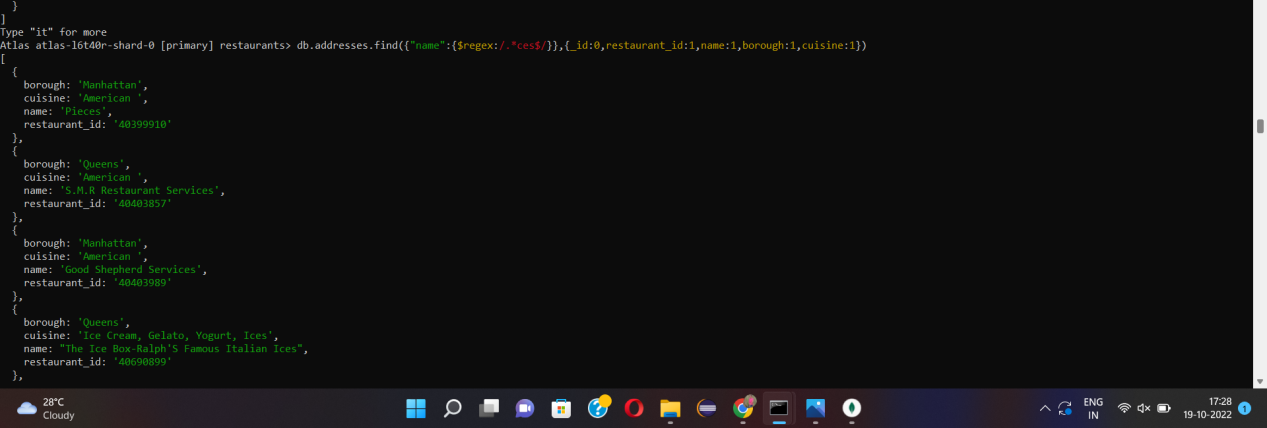 }
]
Type "it" for more
Atlas atlas-l6t40r-shard-0 [primary] restaurants> db.addresses.find({"name":{$regex:/.*ces$/}},{_id:0,restaurant_id:1,name:1,borough:1,cuisine:1})
[
{
borough: 'Manhattan',
cuisine: 'American ',
name: 'Pieces',
restaurant_id: '40399910'
},
{
borough: 'Queens',
cuisine: 'American ',
name: 'S.M.R Restaurant Services',
restaurant_id: '40403857'
},
{
borough: 'Manhattan',
cuisine: 'American ',
name: 'Good Shepherd Services',
restaurant_id: '40403989'
},
{
borough: 'Queens',
cuisine: 'Ice Cream, Gelato, Yogurt, Ices',
name: "The Ice Box-Ralph'S Famous Italian Ices",
restaurant_id: '40690899'
},
28°C
Cloudy
ENG
IN
17:28
19-10-2022
1